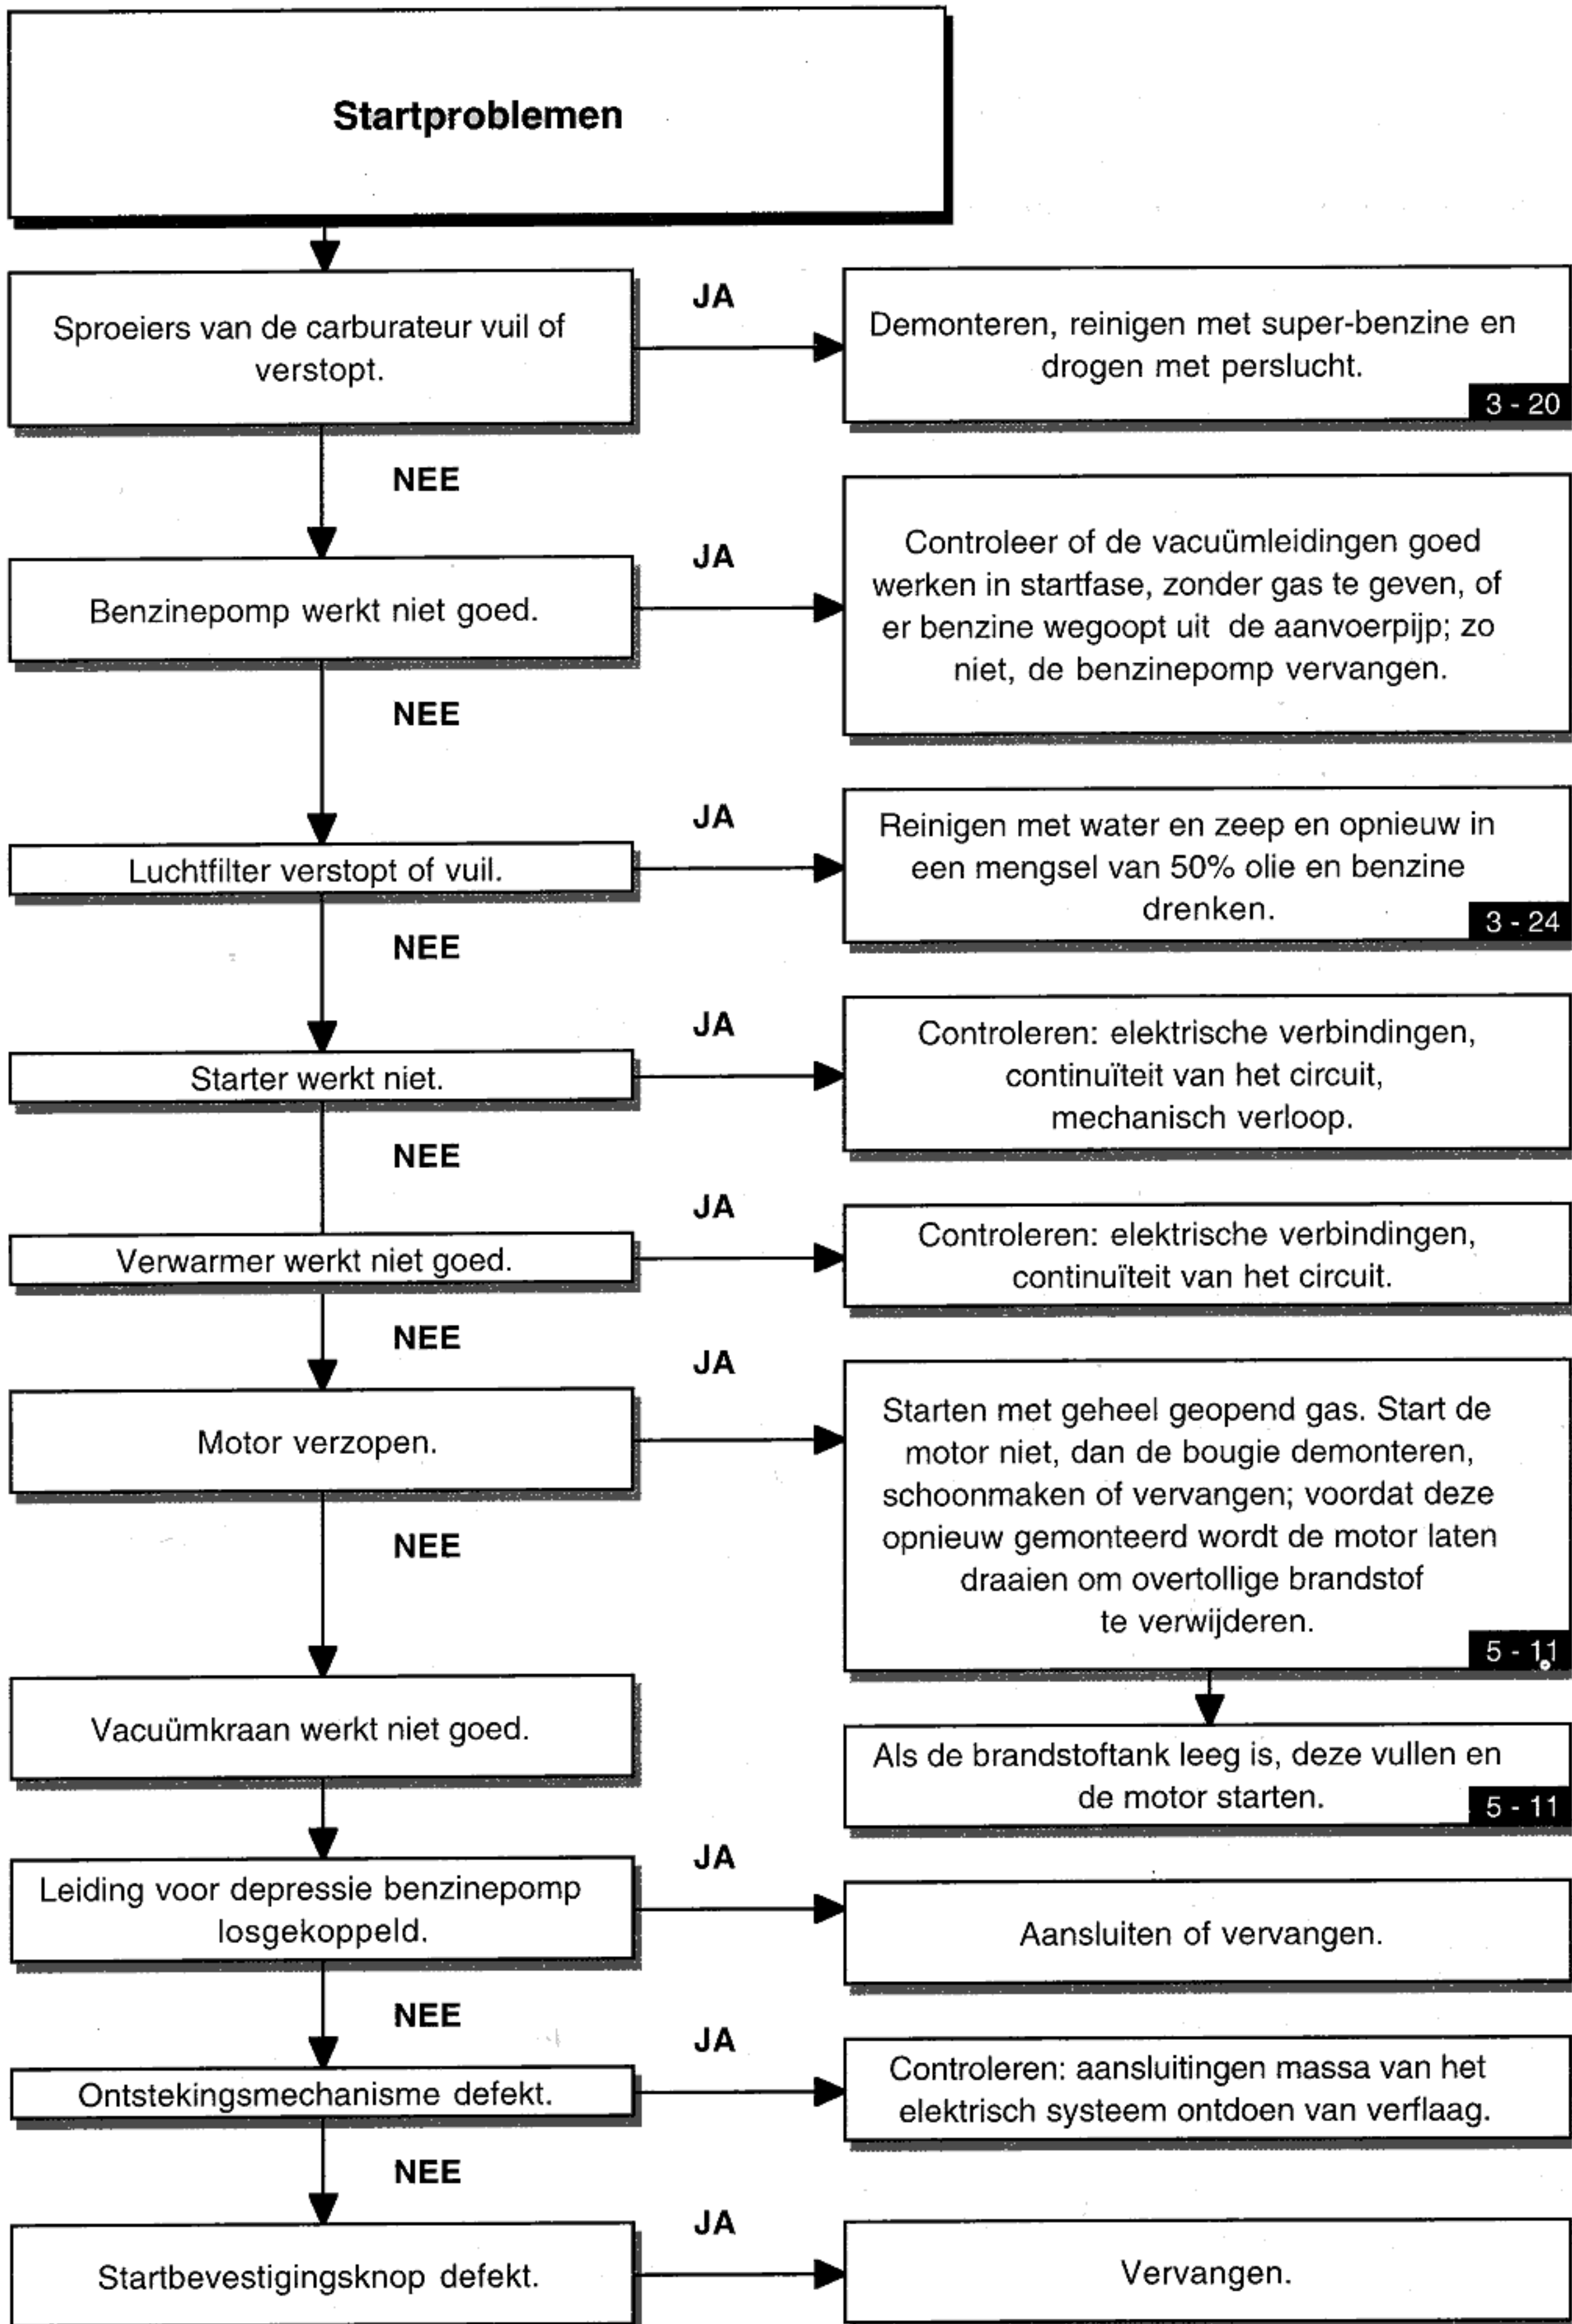 Startproblemen
Sproeiers van de carburateur vuil of
verstopt.
JA
Demonteren, reinigen met super-benzine en
drogen met perslucht.
3 - 20
NEE
Benzinepomp werkt niet goed.
JA
Controleer of de vacuümleidingen goed
werken in startfase, zonder gas te geven, of
er benzine wegoopt uit de aanvoerpijp; zo
niet, de benzinepomp vervangen.
NEE
Luchtfilter verstopt of vuil.
JA
Reinigen met water en zeep en opnieuw in
een mengsel van 50% olie en benzine
drenken.
3 - 24
NEE
Starter werkt niet.
JA
Controleren: elektrische verbindingen,
continuïteit van het circuit,
mechanisch verloop.
NEE
Verwarmer werkt niet goed.
JA
Controleren: elektrische verbindingen,
continuïteit van het circuit.
NEE
Motor verzopen.
JA
Starten met geheel geopend gas. Start de
motor niet, dan de bougie demonteren,
schoonmaken of vervangen; voordat deze
opnieuw gemonteerd wordt de motor laten
draaien om overtollige brandstof
te verwijderen.
5 - 11
NEE
Vacuümkraan werkt niet goed.
Als de brandstoftank leeg is, deze vullen en
de motor starten.
5 - 11
Leiding voor depressie benzinepomp
losgekoppeld.
JA
Aansluiten of vervangen.
NEE
Ontstekingsmechanisme defekt.
JA
Controleren: aansluitingen massa van het
elektrisch systeem ontdoen van verflaag.
NEE
Startbevestigingsknop defekt.
JA
Vervangen.